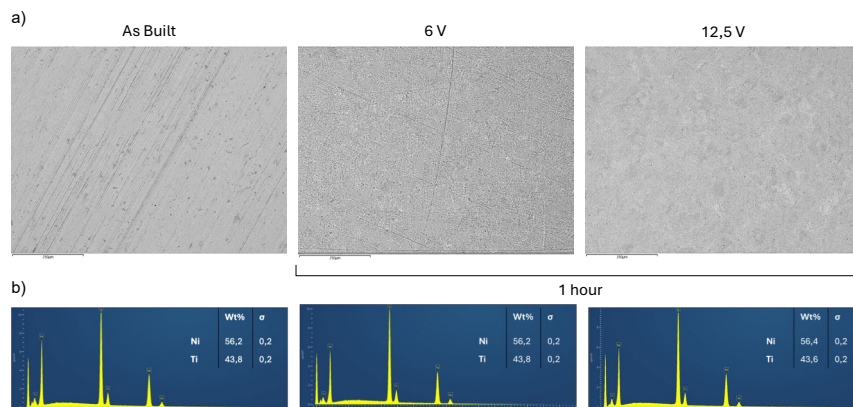 a)
As Built
6 V
12,5 V
1 hour
b)
Wt% σ
Ni 56,2 0,2
Ti 43,8 0,2
Wt% σ
Ni 56,2 0,2
Ti 43,8 0,2
Wt% σ
Ni 56,4 0,2
Ti 43,6 0,2